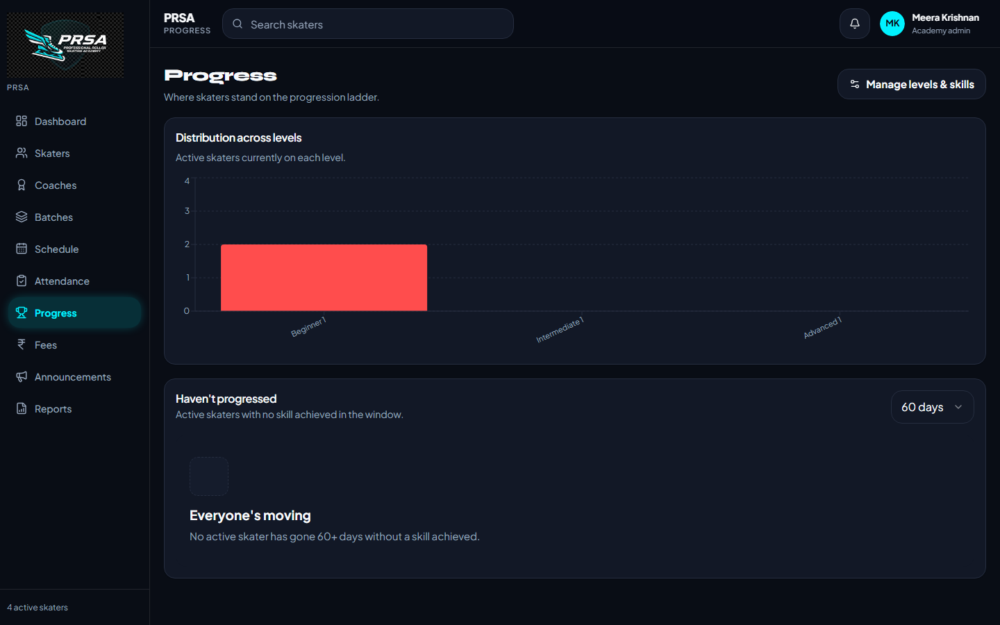 PRSA
PROFESSIONAL ROLLER
SKATING ACADEMY
PRSA
Dashboard
Skaters
Coaches
Batches
Schedule
Attendance
Progress
Fees
Announcements
Reports
4 active skaters
PRSA
PROGRESS
Search skaters
MK
Meera Krishnan
Academy admin
Progress
Where skaters stand on the progression ladder.
Manage levels & skills
Distribution across levels
Active skaters currently on each level.
4
3
2
1
0
Beginner 1
Intermediate 1
Advanced 1
Haven't progressed
Active skaters with no skill achieved in the window.
60 days
Everyone's moving
No active skater has gone 60+ days without a skill achieved.